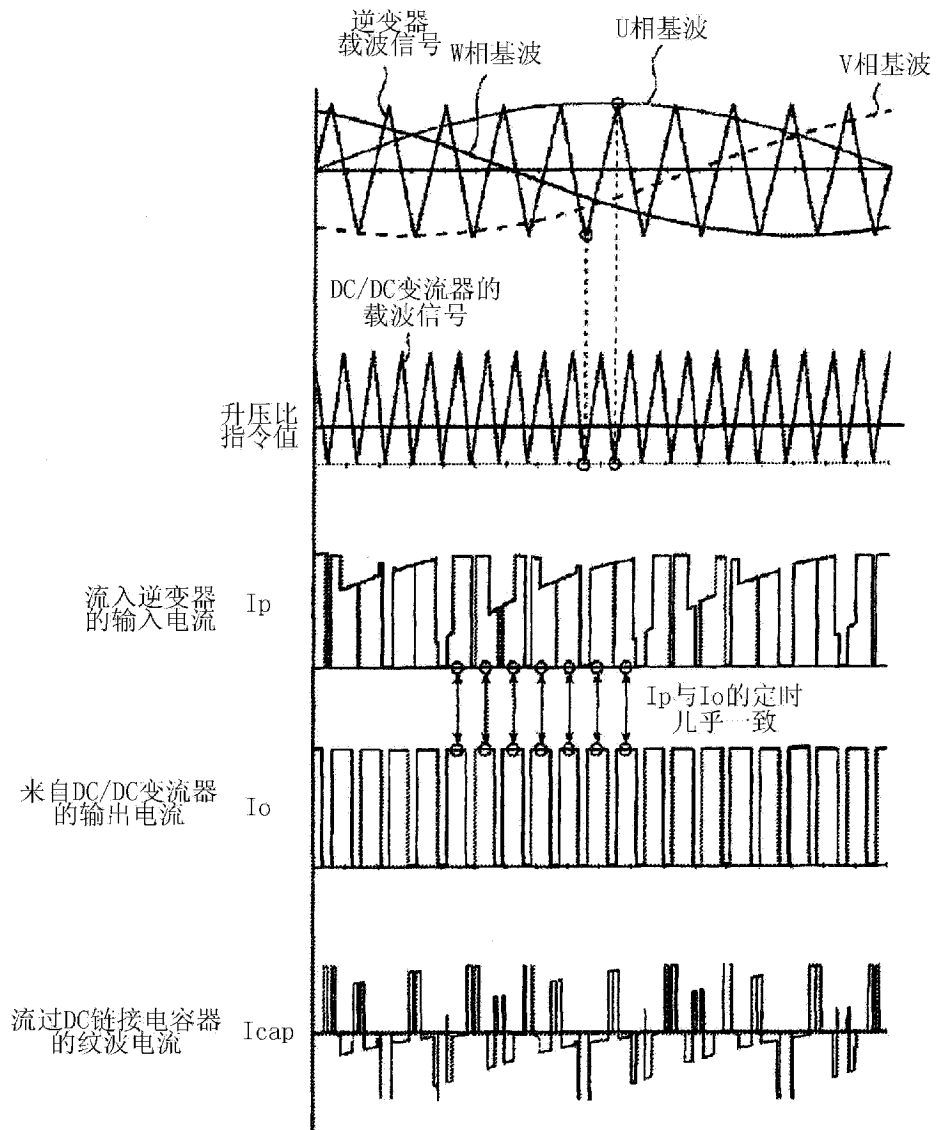 逆变器
载波信号
W相基波
U相基波
V相基波
DC/DC变流器的
载波信号
升压比
指令值
流入逆变器
的输入电流
Ip
Ip与Io的定时
几乎一致
来自DC/DC变流器
的输出电流
Io
流过DC链接电容器
的纹波电流
Icap